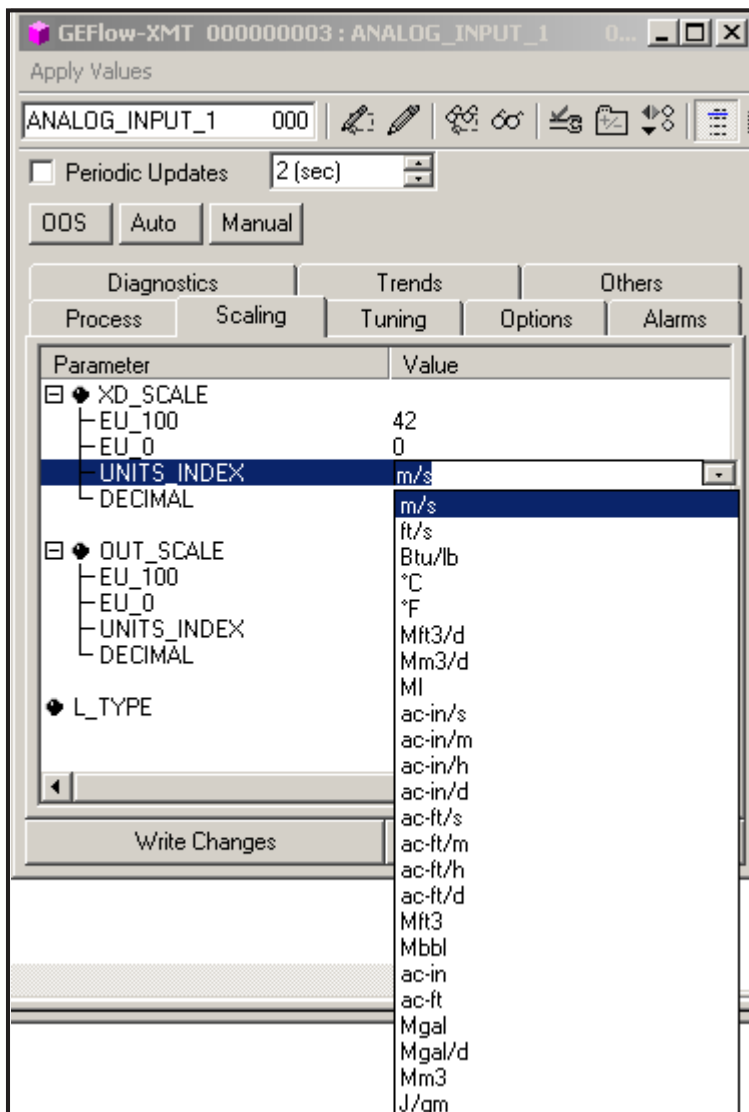 GEFlow-XMT 000000003 : ANALOG_INPUT_1 0...
Apply Values
ANALOG_INPUT_1 000
Periodic Updates 2 (sec)
OOS Auto Manual
Diagnostics Trends Others
Process Scaling Tuning Options Alarms
Parameter Value
XD_SCALE
EU_100 42
EU_0 0
UNITS_INDEX m/s
DECIMAL
OUT_SCALE
EU_100
EU_0
UNITS_INDEX
DECIMAL
L_TYPE
Write Changes
m/s
ft/s
Btu/lb
°C
°F
Mft3/d
Mm3/d
Ml
ac-in/s
ac-in/m
ac-in/h
ac-in/d
ac-ft/s
ac-ft/m
ac-ft/h
ac-ft/d
Mft3
Mbbl
ac-in
ac-ft
Mgal
Mgal/d
Mm3
J/gm